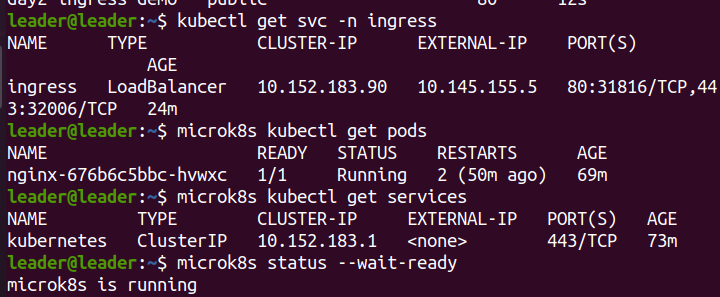 day2-ingress-demo   public             80      12s
leader@leader:~$ kubectl get svc -n ingress
NAME      TYPE           CLUSTER-IP      EXTERNAL-IP    PORT(S)
          AGE
ingress   LoadBalancer   10.152.183.90   10.145.155.5   80:31816/TCP,44
3:32006/TCP   24m
leader@leader:~$ microk8s kubectl get pods
NAME                     READY   STATUS    RESTARTS      AGE
nginx-676b6c5bbc-hvwxc   1/1     Running   2 (50m ago)   69m
leader@leader:~$ microk8s kubectl get services
NAME         TYPE        CLUSTER-IP     EXTERNAL-IP   PORT(S)   AGE
kubernetes   ClusterIP   10.152.183.1   <none>        443/TCP   73m
leader@leader:~$ microk8s status --wait-ready
microk8s is running